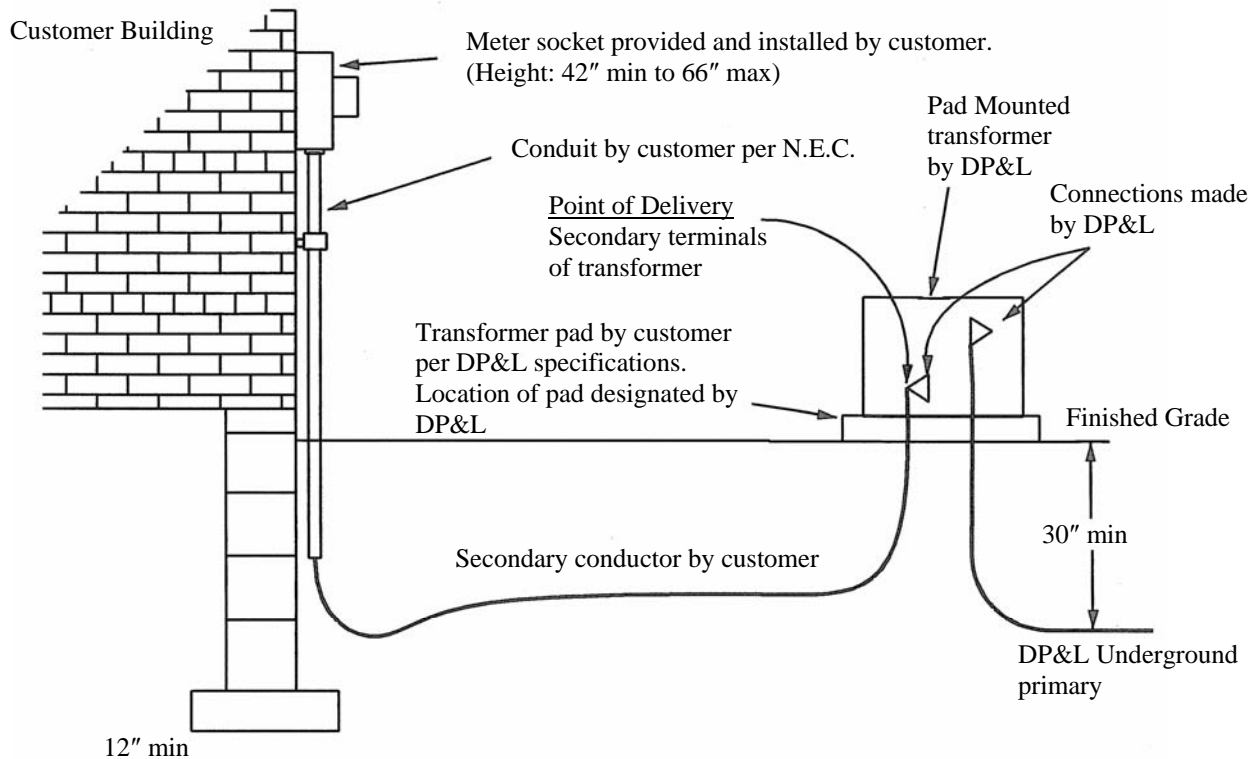 Customer Building
Meter socket provided and installed by customer.
(Height: 42″ min to 66″ max)
Pad Mounted
transformer
by DP&L
Conduit by customer per N.E.C.
Point of Delivery
Secondary terminals
of transformer
Connections made
by DP&L
Transformer pad by customer
per DP&L specifications.
Location of pad designated by
DP&L
Finished Grade
30″ min
Secondary conductor by customer
DP&L Underground
primary
12″ min